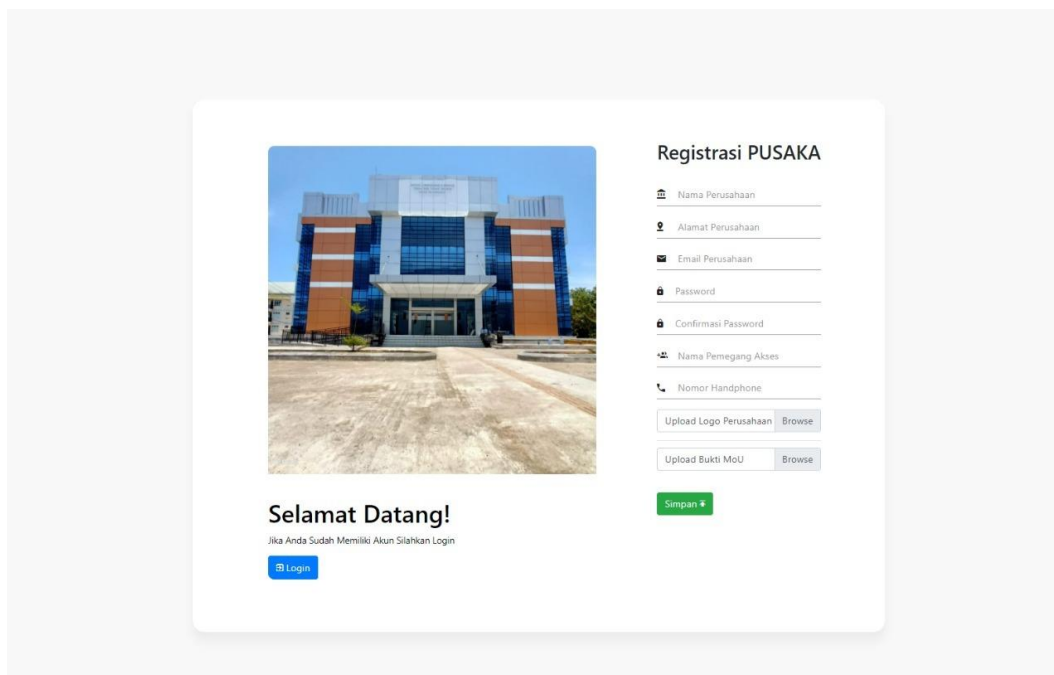 Registrasi PUSAKA
Nama Perusahaan
Alamat Perusahaan
Email Perusahaan
Password
Confirmasi Password
Nama Pemegang Akses
Nomor Handphone
Upload Logo Perusahaan Browse
Upload Bukti MoU Browse
Simpan
Selamat Datang!
Jika Anda Sudah Memiliki Akun Silahkan Login
Login